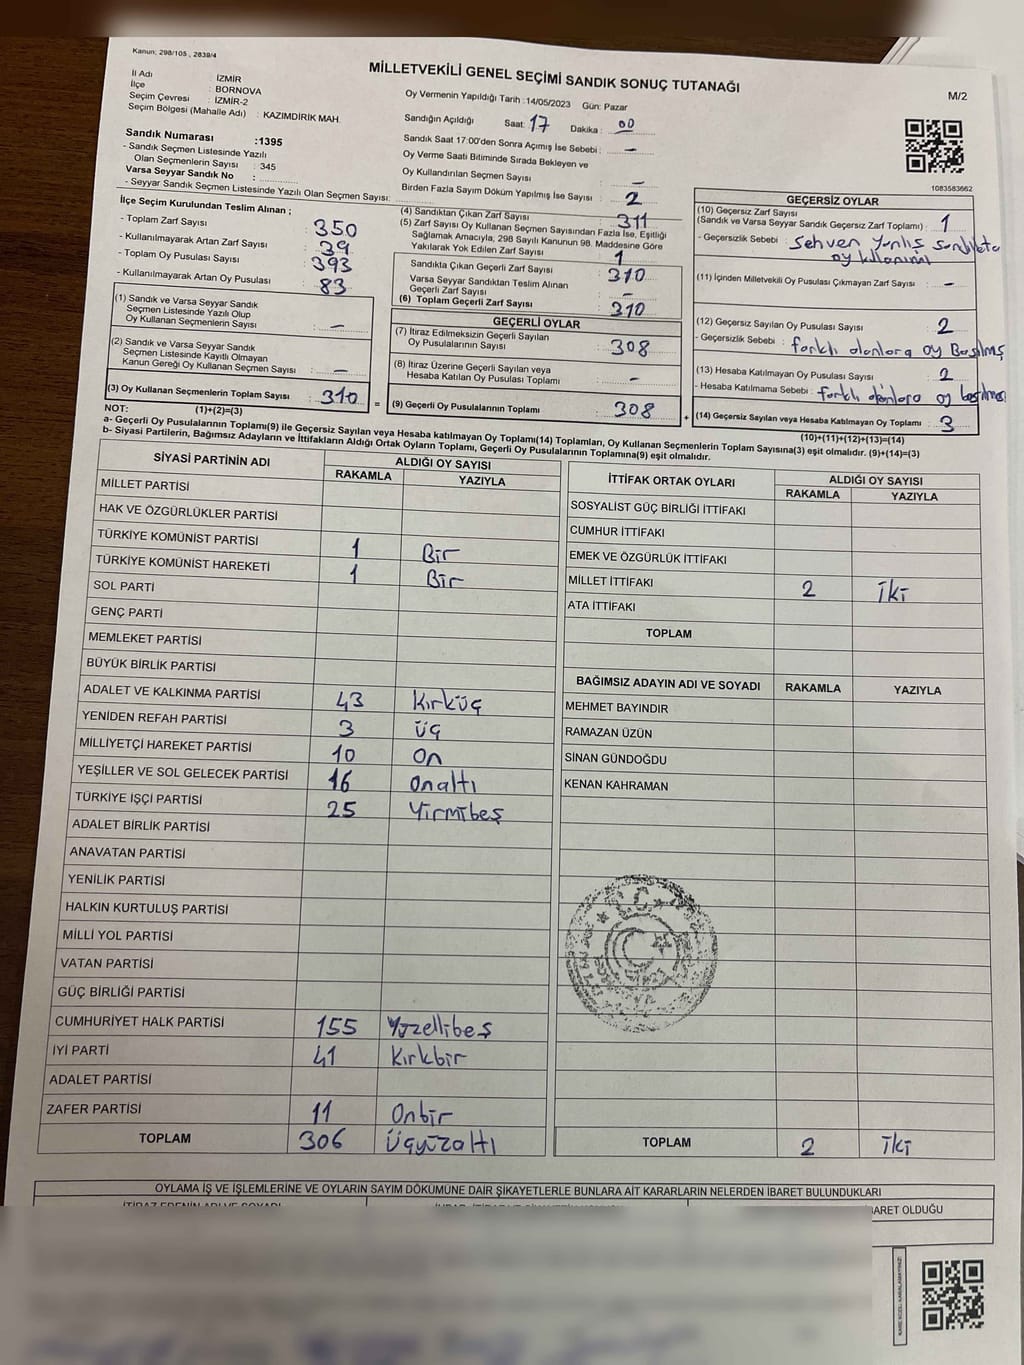 Kanun; 298/105 , 2839/4
MİLLETVEKİLİ GENEL SEÇİMİ SANDIK SONUÇ TUTANAĞI
M/2
İl Adı : İZMİR
İlçe : BORNOVA
Seçim Çevresi : İZMİR-2
Seçim Bölgesi (Mahalle Adı) : KAZIMDİRİK MAH.
Sandık Numarası :1395
- Sandık Seçmen Listesinde Yazılı
Olan Seçmenlerin Sayısı : 345
Varsa Seyyar Sandık No :
- Seyyar Sandık Seçmen Listesinde Yazılı Olan Seçmen Sayısı:
Oy Vermenin Yapıldığı Tarih :14/05/2023 Gün: Pazar
Sandığın Açıldığı Saat: 17 Dakika : 00
Sandık Saat 17:00'den Sonra Açımış İse Sebebi : –
Oy Verme Saati Bitiminde Sırada Bekleyen ve
Oy Kullandırılan Seçmen Sayısı : –
Birden Fazla Sayım Döküm Yapılmış İse Sayısı : 2
1083583662
İlçe Seçim Kurulundan Teslim Alınan ;
- Toplam Zarf Sayısı : 350
- Kullanılmayarak Artan Zarf Sayısı : 39
- Toplam Oy Pusulası Sayısı : 393
- Kullanılmayarak Artan Oy Pusulası : 83
(1) Sandık ve Varsa Seyyar Sandık
Seçmen Listesinde Yazılı Olup
Oy Kullanan Seçmenlerin Sayısı : –
(2) Sandık ve Varsa Seyyar Sandık
Seçmen Listesinde Kayıtlı Olmayan
Kanun Gereği Oy Kullanan Seçmen Sayısı : –
(3) Oy Kullanan Seçmenlerin Toplam Sayısı : 310
(1)+(2)=(3)
(4) Sandıktan Çıkan Zarf Sayısı : 311
(5) Zarf Sayısı Oy Kullanan Seçmen Sayısından Fazla İse, Eşitliği
Sağlamak Amacıyla, 298 Sayılı Kanunun 98. Maddesine Göre
Yakılarak Yok Edilen Zarf Sayısı : 1
Sandıkta Çıkan Geçerli Zarf Sayısı : 310
Varsa Seyyar Sandıktan Teslim Alınan
Geçerli Zarf Sayısı : –
(6) Toplam Geçerli Zarf Sayısı : 310
GEÇERLİ OYLAR
(7) İtiraz Edilmeksizin Geçerli Sayılan
Oy Pusulalarının Sayısı : 308
(8) İtiraz Üzerine Geçerli Sayılan veya
Hesaba Katılan Oy Pusulası Toplamı : –
= (9) Geçerli Oy Pusulalarının Toplamı : 308
GEÇERSİZ OYLAR
(10) Geçersiz Zarf Sayısı
(Sandık ve Varsa Seyyar Sandık Geçersiz Zarf Toplamı) : 1
- Geçersizlik Sebebi : Sehven yanlış sandıkta
oy kullanımı
(11) İçinden Milletvekili Oy Pusulası Çıkmayan Zarf Sayısı : –
(12) Geçersiz Sayılan Oy Pusulası Sayısı : 2
- Geçersizlik Sebebi : farklı alanlara oy Basılmış
(13) Hesaba Katılmayan Oy Pusulası Sayısı : 2
- Hesaba Katılmama Sebebi : farklı alanlara oy basılması
+ (14) Geçersiz Sayılan veya Hesaba Katılmayan Oy Toplamı : 3
(10)+(11)+(12)+(13)=(14)
NOT:
a- Geçerli Oy Pusulalarının Toplamı(9) ile Geçersiz Sayılan veya Hesaba katılmayan Oy Toplamı(14) Toplamları, Oy Kullanan Seçmenlerin Toplam Sayısına(3) eşit olmalıdır. (9)+(14)=(3)
b- Siyasi Partilerin, Bağımsız Adayların ve İttifakların Aldığı Ortak Oyların Toplamı, Geçerli Oy Pusulalarının Toplamına(9) eşit olmalıdır.
SİYASİ PARTİNİN ADI ALDIĞI OY SAYISI
RAKAMLA YAZIYLA
MİLLET PARTİSİ
HAK VE ÖZGÜRLÜKLER PARTİSİ
TÜRKİYE KOMÜNİST PARTİSİ 1 Bir
TÜRKİYE KOMÜNİST HAREKETİ 1 Bir
SOL PARTİ
GENÇ PARTİ
MEMLEKET PARTİSİ
BÜYÜK BİRLİK PARTİSİ
ADALET VE KALKINMA PARTİSİ 43 Kırküç
YENİDEN REFAH PARTİSİ 3 üç
MİLLİYETÇİ HAREKET PARTİSİ 10 On
YEŞİLLER VE SOL GELECEK PARTİSİ 16 Onaltı
TÜRKİYE İŞÇİ PARTİSİ 25 Yirmibeş
ADALET BİRLİK PARTİSİ
ANAVATAN PARTİSİ
YENİLİK PARTİSİ
HALKIN KURTULUŞ PARTİSİ
MİLLİ YOL PARTİSİ
VATAN PARTİSİ
GÜÇ BİRLİĞİ PARTİSİ
CUMHURİYET HALK PARTİSİ 155 Yüzellibeş
İYİ PARTİ 41 Kırkbir
ADALET PARTİSİ
ZAFER PARTİSİ 11 Onbir
TOPLAM 306 Üçyüzaltı
İTTİFAK ORTAK OYLARI ALDIĞI OY SAYISI
RAKAMLA YAZIYLA
SOSYALİST GÜÇ BİRLİĞİ İTTİFAKI
CUMHUR İTTİFAKI
EMEK VE ÖZGÜRLÜK İTTİFAKI
MİLLET İTTİFAKI 2 iki
ATA İTTİFAKI
TOPLAM
BAĞIMSIZ ADAYIN ADI VE SOYADI RAKAMLA YAZIYLA
MEHMET BAYINDIR
RAMAZAN ÜZÜN
SİNAN GÜNDOĞDU
KENAN KAHRAMAN
T.C.
TOPLAM 2 iki
OYLAMA İŞ VE İŞLEMLERİNE VE OYLARIN SAYIM DÖKÜMÜNE DAİR ŞİKAYETLERLE BUNLARA AİT KARARLARIN NELERDEN İBARET BULUNDUKLARI
İTİRAZ EDENİN ADI VE SOYADI
İBARET OLDUĞU
KAREKODU KARALAMAYINIZ!